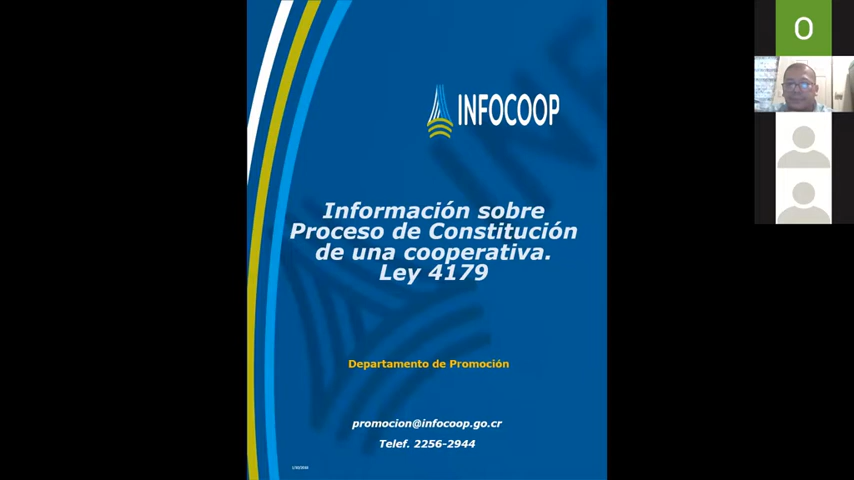 O
INFOCOOP
Información sobre
Proceso de Constitución
de una cooperativa.
Ley 4179
Departamento de Promoción
promocion@infocoop.go.cr
Telef. 2256-2944